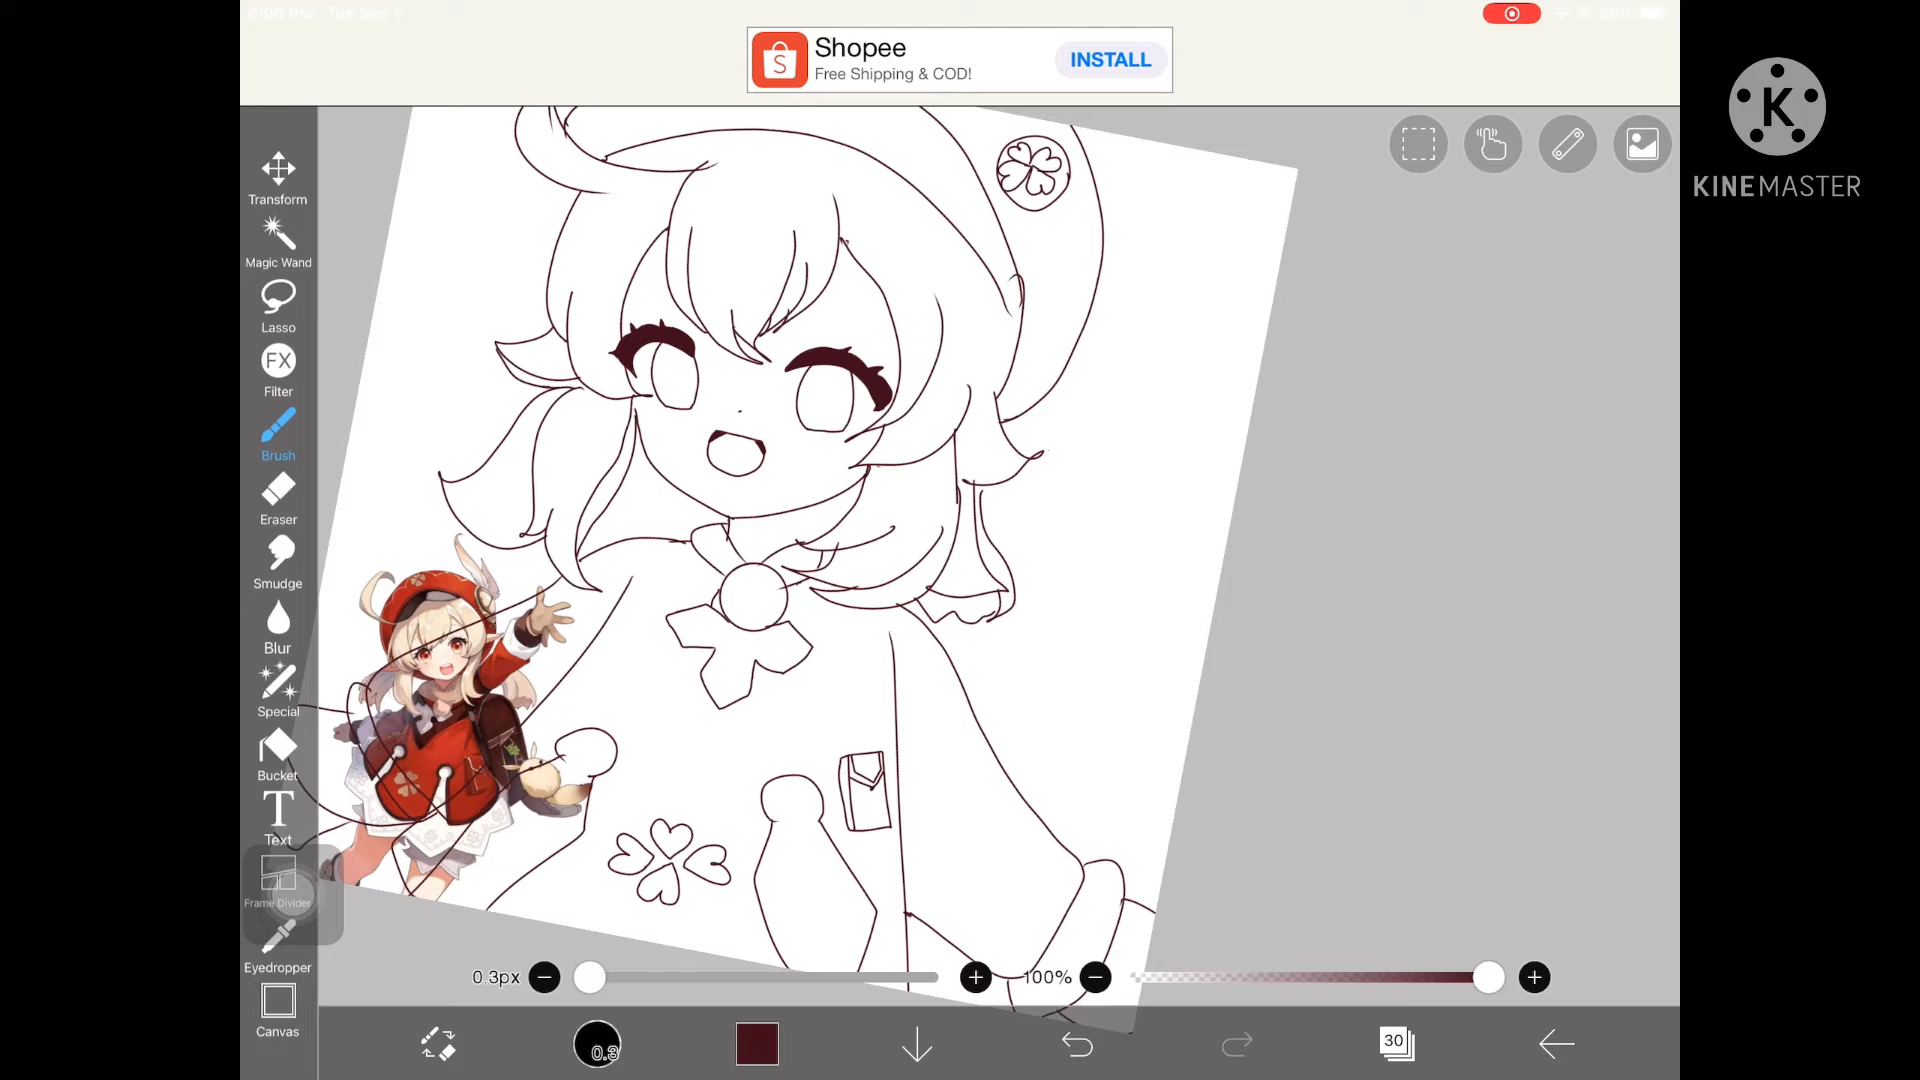 Shopee
Free Shipping & COD!
INSTALL
K
KINEMASTER
Transform
Magic Wand
Lasso
FX
Filter
Brush
Eraser
Smudge
Blur
Special
Bucket
T
Text
Frame Divider
Eyedropper
Canvas
0.3px
100%
0.3
30